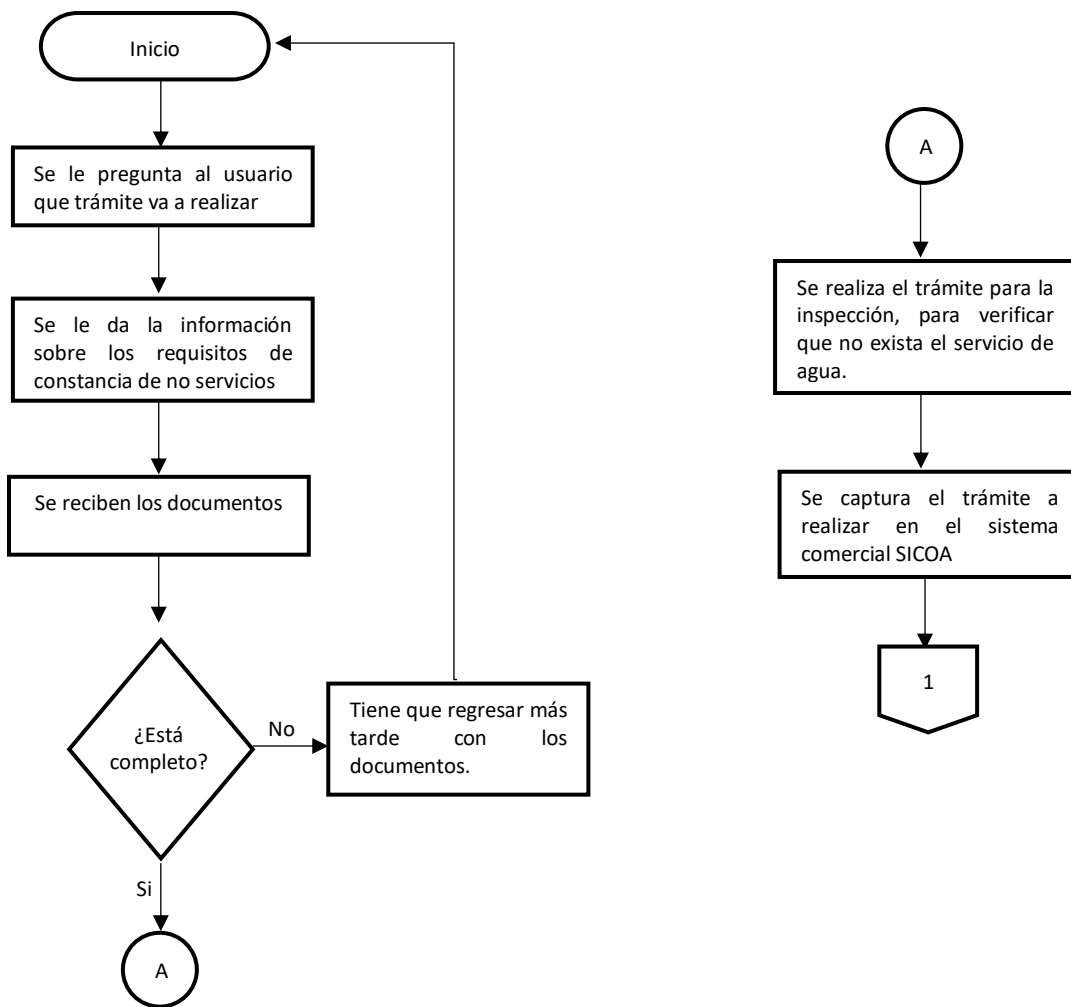 Inicio
Se le pregunta al usuario
que trámite va a realizar
Se le da la información
sobre los requisitos de
constancia de no servicios
Se reciben los documentos
¿Está
completo?
No
Tiene que regresar más
tarde con los
documentos.
Si
A
A
Se realiza el trámite para la
inspección, para verificar
que no exista el servicio de
agua.
Se captura el trámite a
realizar en el sistema
comercial SICOA
1